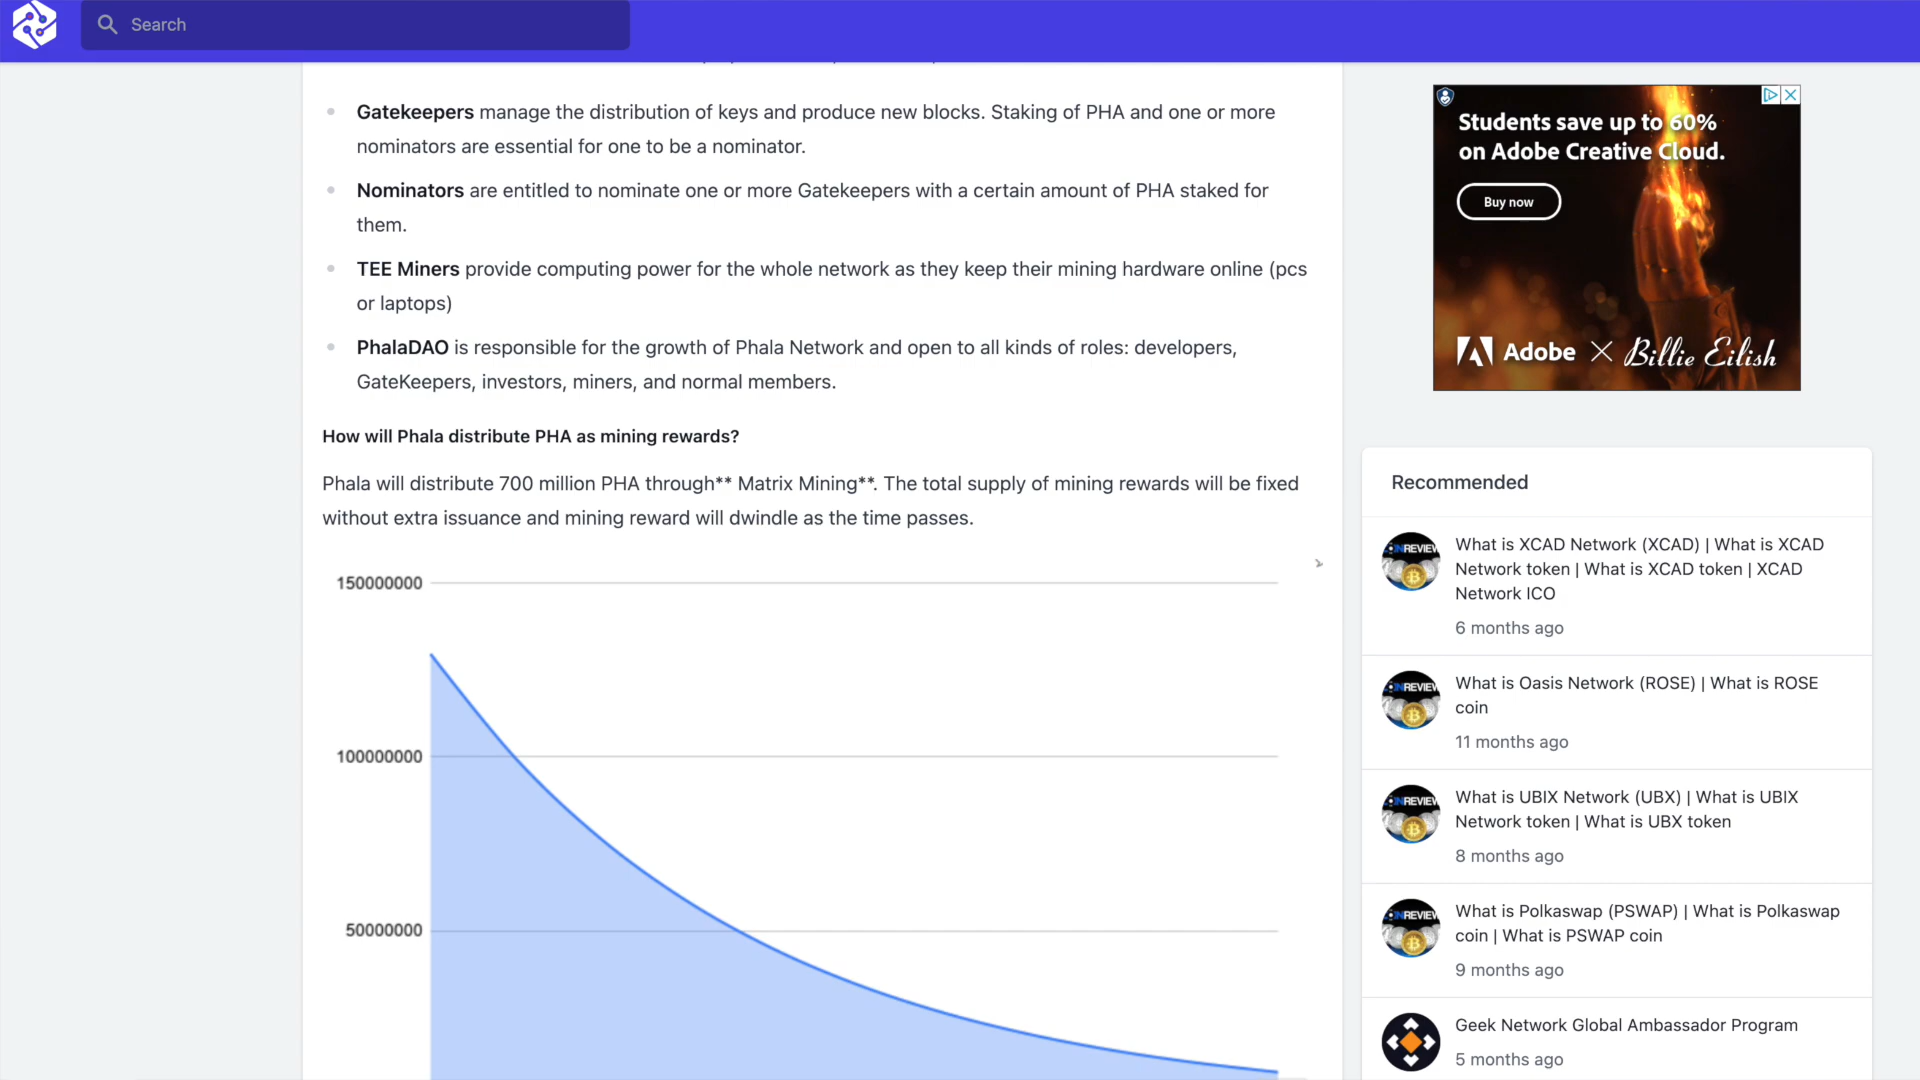 Search
Gatekeepers manage the distribution of keys and produce new blocks. Staking of PHA and one or more
nominators are essential for one to be a nominator.
Nominators are entitled to nominate one or more Gatekeepers with a certain amount of PHA staked for
them.
TEE Miners provide computing power for the whole network as they keep their mining hardware online (pcs
or laptops)
PhalaDAO is responsible for the growth of Phala Network and open to all kinds of roles: developers,
GateKeepers, investors, miners, and normal members.
How will Phala distribute PHA as mining rewards?
Phala will distribute 700 million PHA through** Matrix Mining**. The total supply of mining rewards will be fixed
without extra issuance and mining reward will dwindle as the time passes.
150000000
100000000
50000000
Students save up to 60%
on Adobe Creative Cloud.
Buy now
Adobe × Billie Eilish
Recommended
What is XCAD Network (XCAD) | What is XCAD
Network token | What is XCAD token | XCAD
Network ICO
6 months ago
What is Oasis Network (ROSE) | What is ROSE
coin
11 months ago
What is UBIX Network (UBX) | What is UBIX
Network token | What is UBX token
8 months ago
What is Polkaswap (PSWAP) | What is Polkaswap
coin | What is PSWAP coin
9 months ago
Geek Network Global Ambassador Program
5 months ago